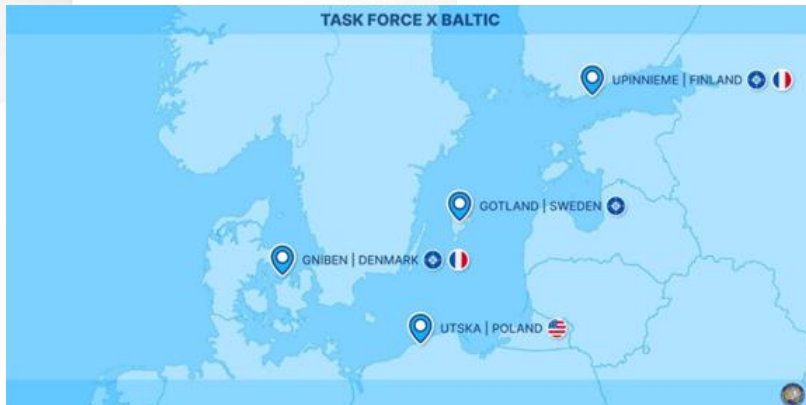 TASK FORCE X BALTIC
UPINNIEME | FINLAND
GOTLAND | SWEDEN
GNIBEN | DENMARK
UTSKA | POLAND